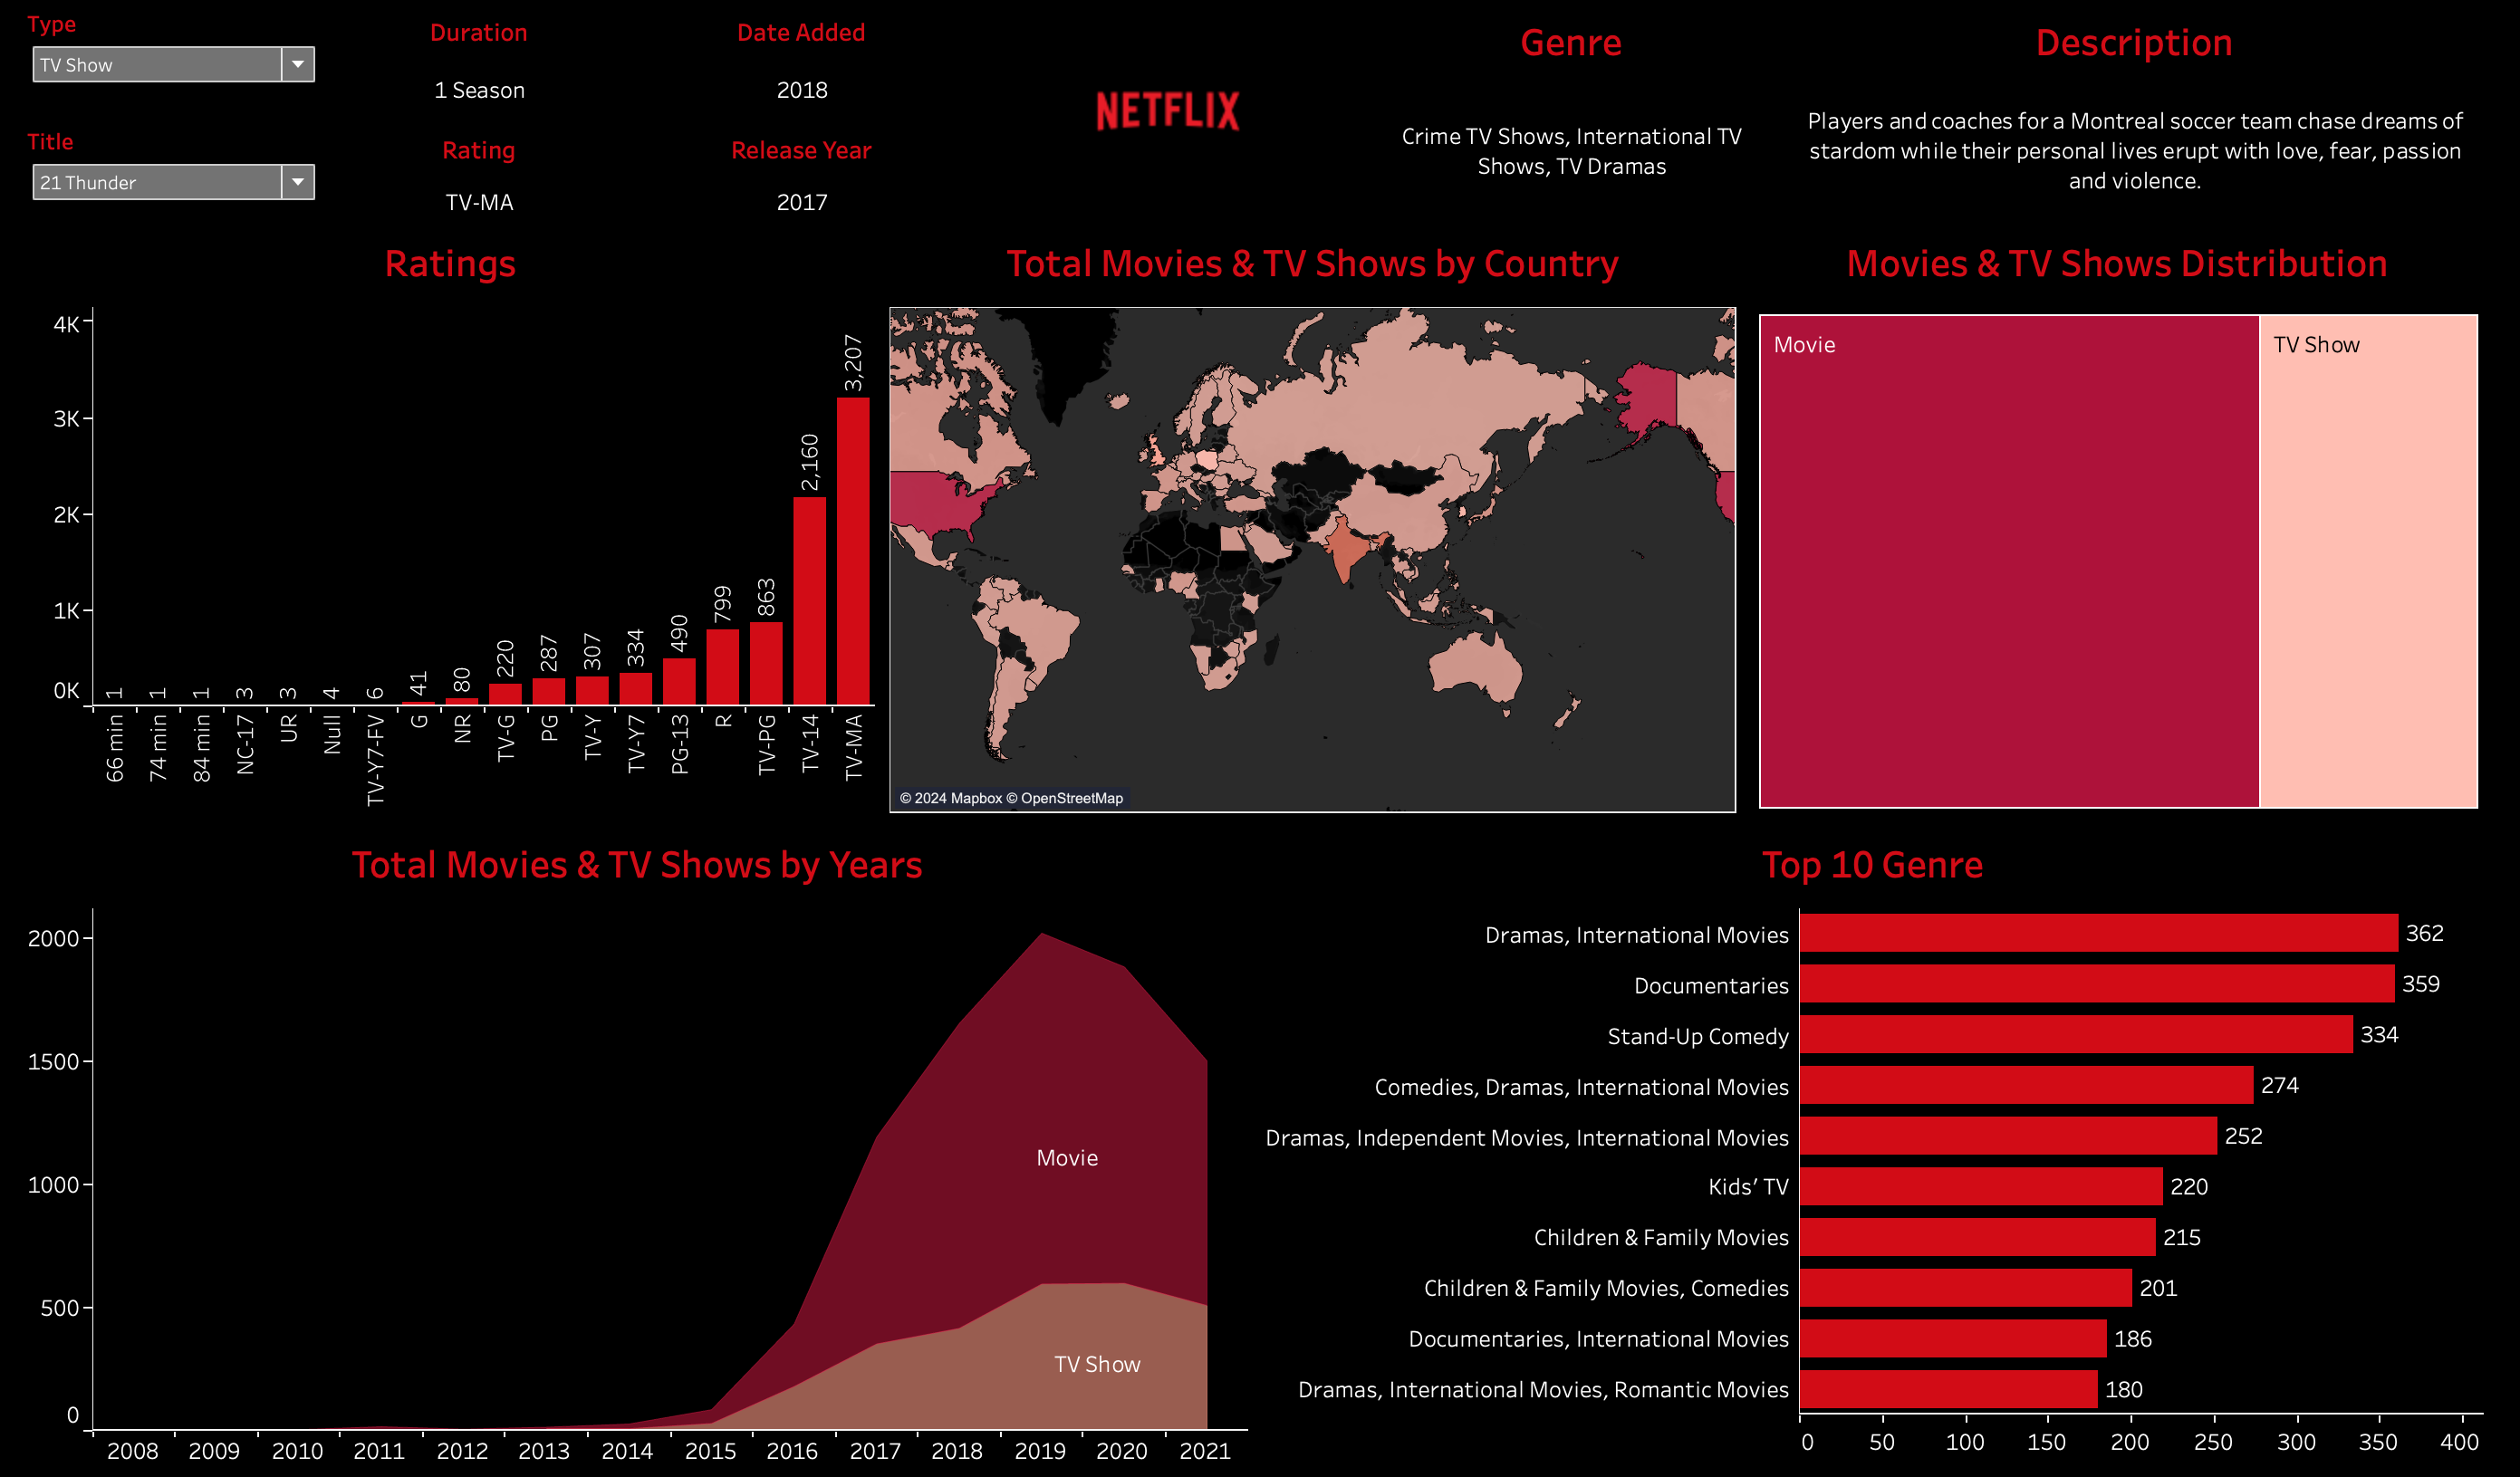 Type
TV Show
Title
21 Thunder
Duration
1 Season
Rating
TV-MA
Date Added
2018
Release Year
2017
NETFLIX
Genre
Crime TV Shows, International TV
Shows, TV Dramas
Description
Players and coaches for a Montreal soccer team chase dreams of
stardom while their personal lives erupt with love, fear, passion
and violence.
Ratings
4K
3K
2K
1K
0K
1
1
1
3
3
4
6
41
80
220
287
307
334
490
799
863
2,160
3,207
66 min
74 min
84 min
NC-17
UR
Null
TV-Y7-FV
G
NR
TV-G
PG
TV-Y
TV-Y7
PG-13
R
TV-PG
TV-14
TV-MA
Total Movies & TV Shows by Country
© 2024 Mapbox © OpenStreetMap
Movies & TV Shows Distribution
Movie
TV Show
Total Movies & TV Shows by Years
2000
1500
1000
500
0
Movie
TV Show
2008 2009 2010 2011 2012 2013 2014 2015 2016 2017 2018 2019 2020 2021
Top 10 Genre
Dramas, International Movies 362
Documentaries 359
Stand-Up Comedy 334
Comedies, Dramas, International Movies 274
Dramas, Independent Movies, International Movies 252
Kids' TV 220
Children & Family Movies 215
Children & Family Movies, Comedies 201
Documentaries, International Movies 186
Dramas, International Movies, Romantic Movies 180
0 50 100 150 200 250 300 350 400